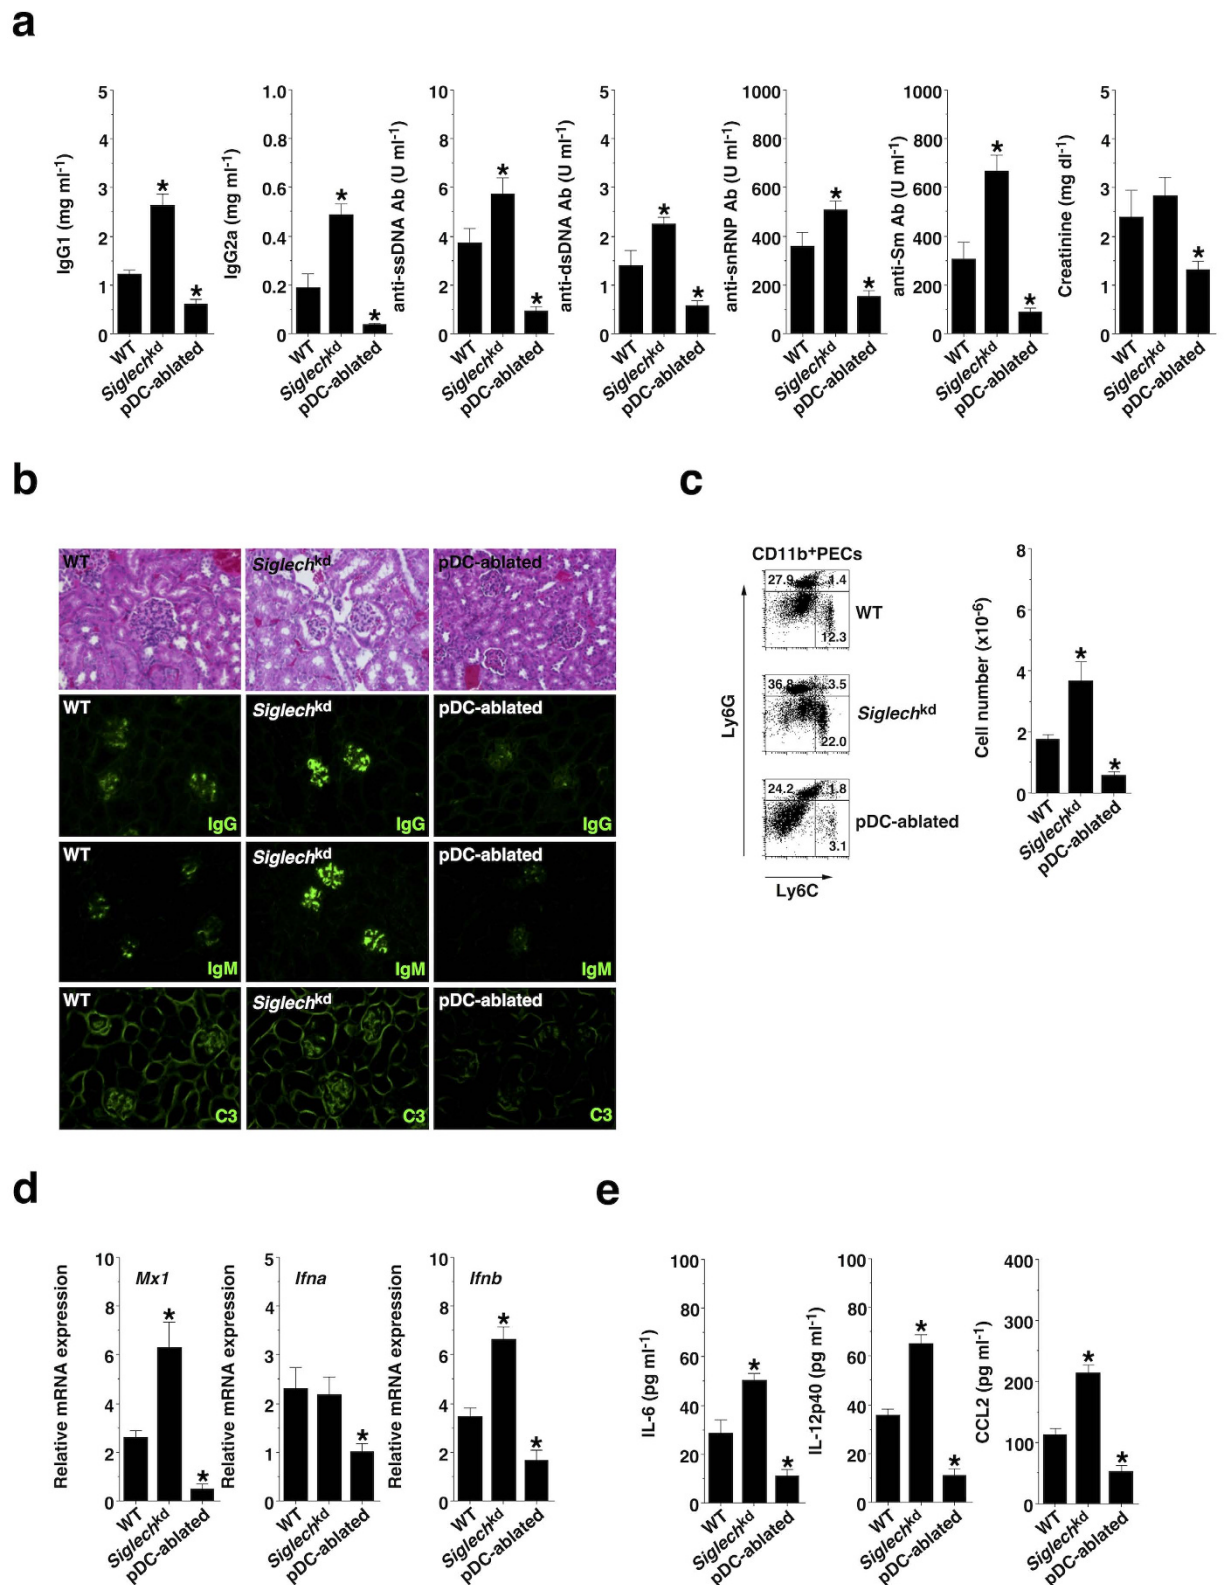 a
IgG1 (mg ml-1)
5
4
3
2
1
0
WT
Siglechkd
pDC-ablated
IgG2a (mg ml-1)
1.0
0.8
0.6
0.4
0.2
0
WT
Siglechkd
pDC-ablated
anti-ssDNA Ab (U ml-1)
10
8
6
4
2
0
WT
Siglechkd
pDC-ablated
anti-dsDNA Ab (U ml-1)
5
4
3
2
1
0
WT
Siglechkd
pDC-ablated
anti-snRNP Ab (U ml-1)
1000
800
600
400
200
0
WT
Siglechkd
pDC-ablated
anti-Sm Ab (U ml-1)
1000
800
600
400
200
0
WT
Siglechkd
pDC-ablated
Creatinine (mg dl-1)
5
4
3
2
1
0
WT
Siglechkd
pDC-ablated
b
WT
Siglechkd
pDC-ablated
WT
IgG
Siglechkd
IgG
pDC-ablated
IgG
WT
IgM
Siglechkd
IgM
pDC-ablated
IgM
WT
C3
Siglechkd
C3
pDC-ablated
C3
c
CD11b+PECs
27.9 1.4
12.3
WT
36.8 3.5
22.0
Siglechkd
24.2 1.8
3.1
pDC-ablated
Ly6G
Ly6C
Cell number (x10-6)
8
6
4
2
0
WT
Siglechkd
pDC-ablated
d
Relative mRNA expression
Mx1
10
8
6
4
2
0
WT
Siglechkd
pDC-ablated
Relative mRNA expression
Ifna
5
4
3
2
1
0
WT
Siglechkd
pDC-ablated
Relative mRNA expression
Ifnb
10
8
6
4
2
0
WT
Siglechkd
pDC-ablated
e
IL-6 (pg ml-1)
100
80
60
40
20
0
WT
Siglechkd
pDC-ablated
IL-12p40 (pg ml-1)
100
80
60
40
20
0
WT
Siglechkd
pDC-ablated
CCL2 (pg ml-1)
400
300
200
100
0
WT
Siglechkd
pDC-ablated